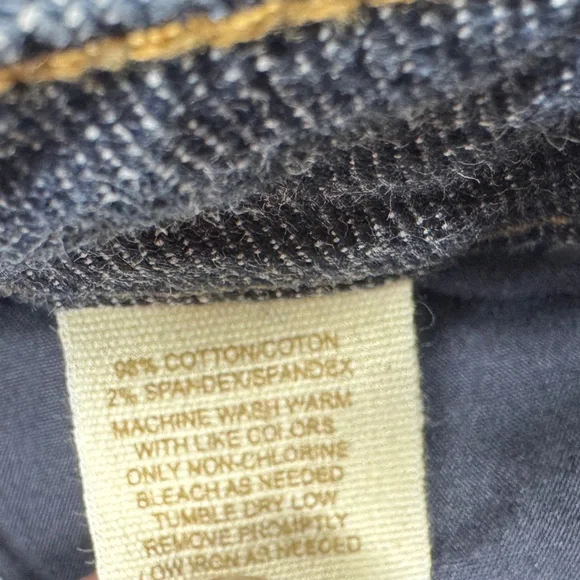 98% COTTON/COTON
2% SPANDEX/SPANDEX
MACHINE WASH WARM
WITH LIKE COLORS
ONLY NON-CHLORINE
BLEACH AS NEEDED
TUMBLE DRY LOW
REMOVE PROMPTLY
LOW IRON AS NEEDED